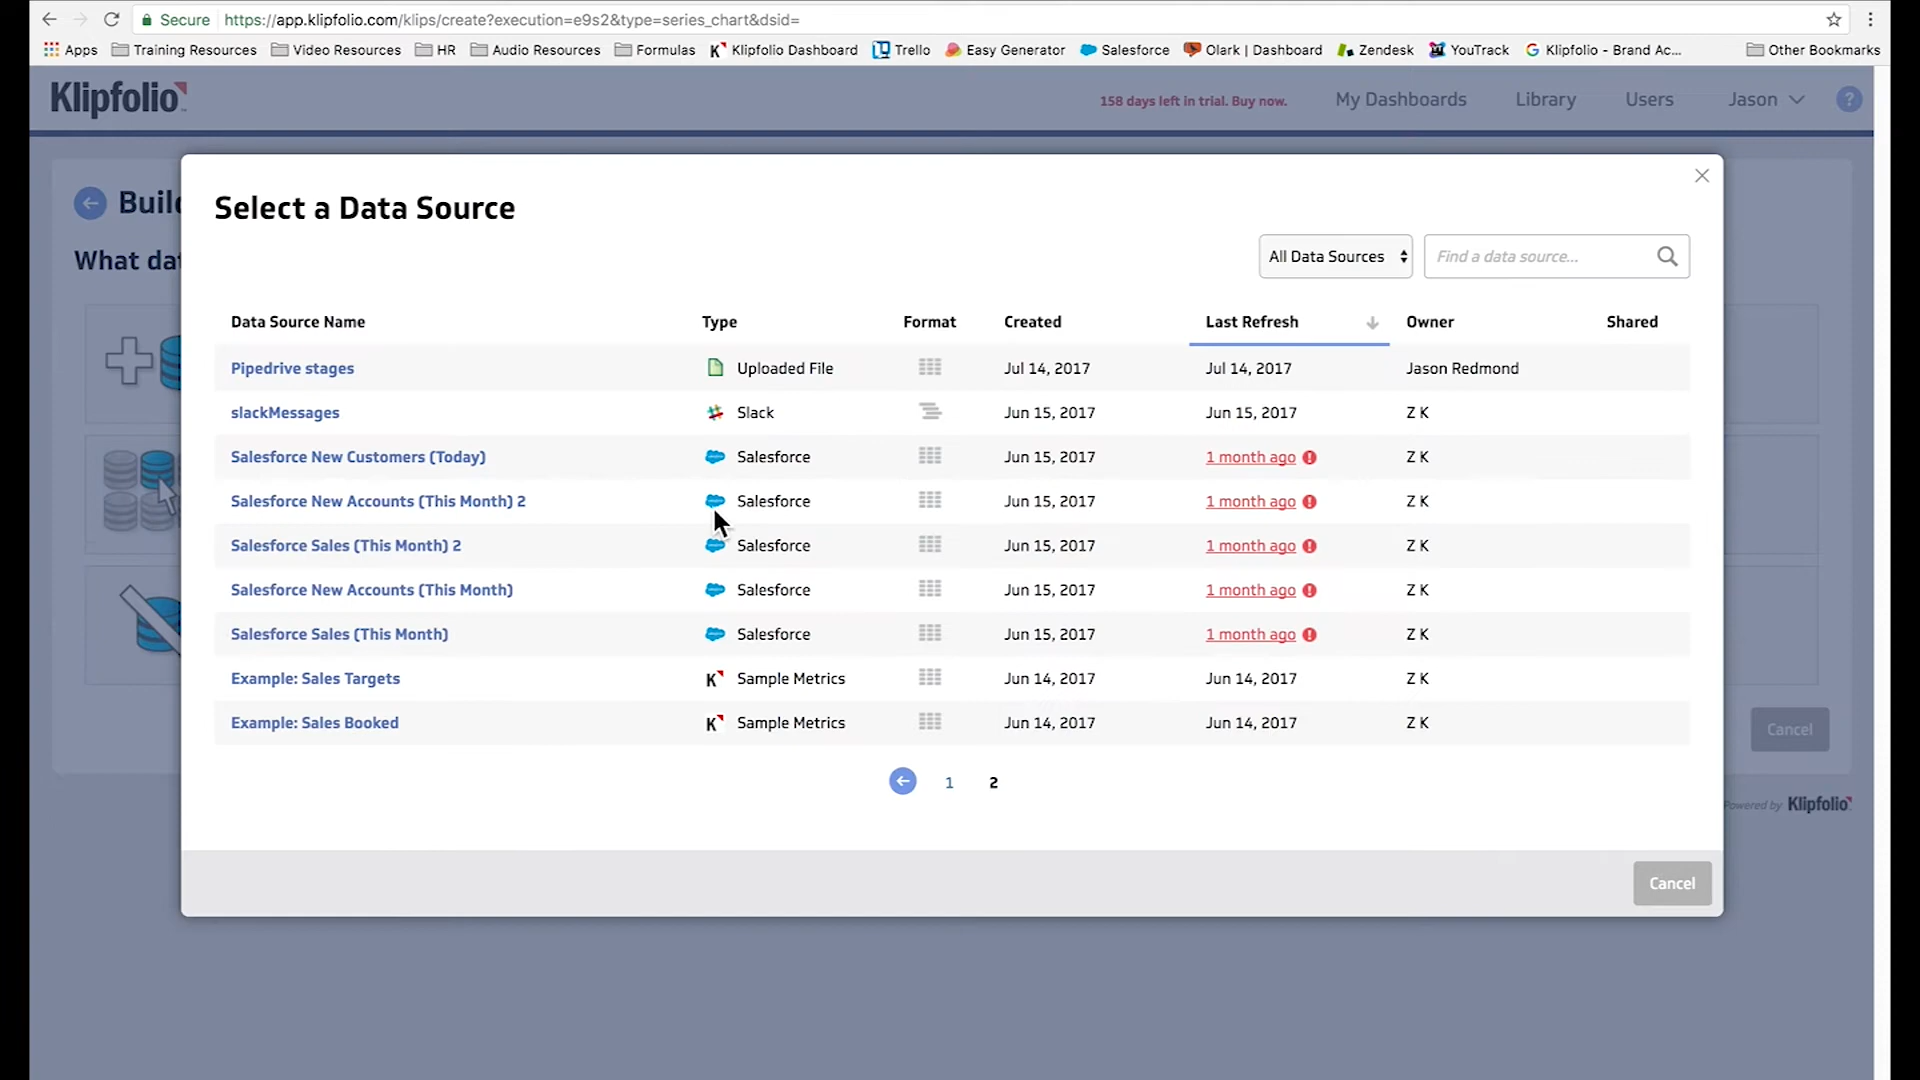 Secure https://app.klipfolio.com/klips/create?execution=e9s2&type=series_chart&dsid=
Apps Training Resources Video Resources HR Audio Resources Formulas Klipfolio Dashboard Trello Easy Generator Salesforce Olark | Dashboard Zendesk YouTrack Klipfolio - Brand Ac... Other Bookmarks
Klipfolio 158 days left in trial. Buy now. My Dashboards Library Users Jason ?
Build
What dat
Select a Data Source
All Data Sources Find a data source...
Data Source Name Type Format Created Last Refresh Owner Shared
Pipedrive stages Uploaded File Jul 14, 2017 Jul 14, 2017 Jason Redmond
slackMessages Slack Jun 15, 2017 Jun 15, 2017 Z K
Salesforce New Customers (Today) Salesforce Jun 15, 2017 1 month ago Z K
Salesforce New Accounts (This Month) 2 Salesforce Jun 15, 2017 1 month ago Z K
Salesforce Sales (This Month) 2 Salesforce Jun 15, 2017 1 month ago Z K
Salesforce New Accounts (This Month) Salesforce Jun 15, 2017 1 month ago Z K
Salesforce Sales (This Month) Salesforce Jun 15, 2017 1 month ago Z K
Example: Sales Targets Sample Metrics Jun 14, 2017 Jun 14, 2017 Z K
Example: Sales Booked Sample Metrics Jun 14, 2017 Jun 14, 2017 Z K
Cancel
1 2
Powered by Klipfolio
Cancel